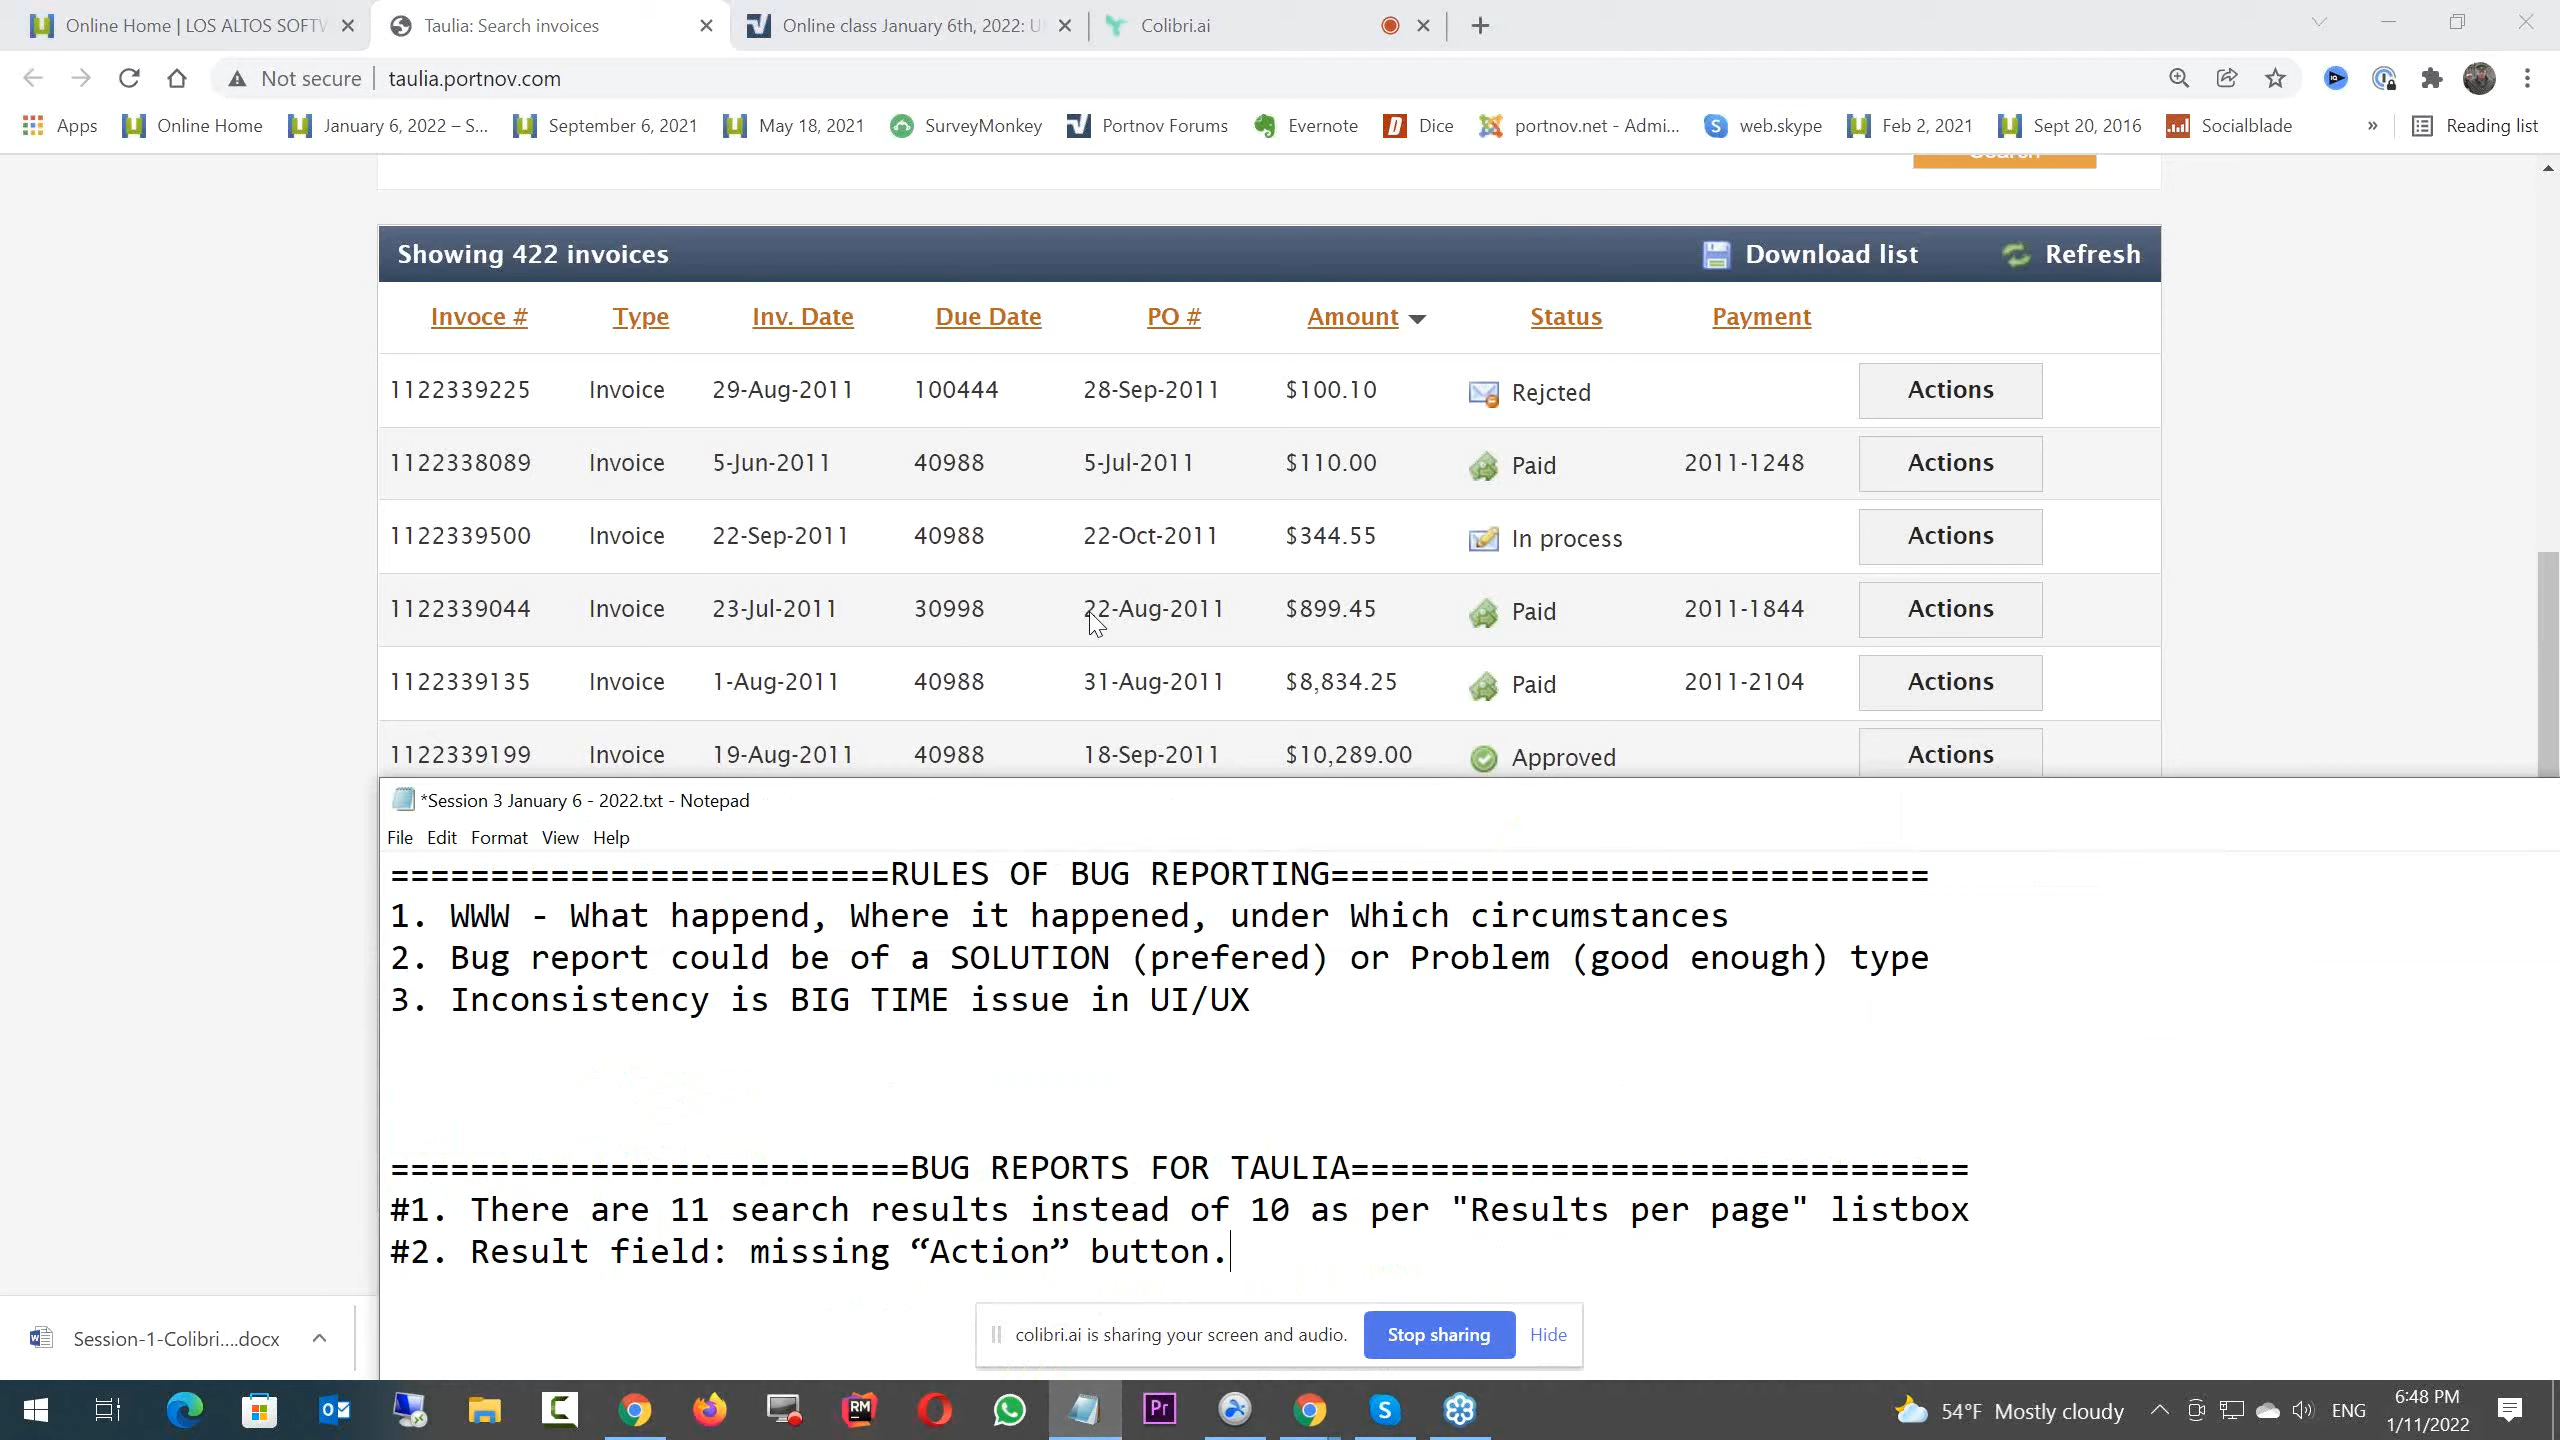 Online Home | LOS ALTOS SOFTW
Taulia: Search invoices
Online class January 6th, 2022: U
Colibri.ai
Not secure
taulia.portnov.com
Apps
Online Home
January 6, 2022 – S...
September 6, 2021
May 18, 2021
SurveyMonkey
Portnov Forums
Evernote
Dice
portnov.net - Admi...
web.skype
Feb 2, 2021
Sept 20, 2016
Socialblade
»
Reading list
Search
Showing 422 invoices
Download list
Refresh
Invoce # Type Inv. Date Due Date PO # Amount Status Payment
1122339225 Invoice 29-Aug-2011 100444 28-Sep-2011 $100.10 Rejcted Actions
1122338089 Invoice 5-Jun-2011 40988 5-Jul-2011 $110.00 Paid 2011-1248 Actions
1122339500 Invoice 22-Sep-2011 40988 22-Oct-2011 $344.55 In process Actions
1122339044 Invoice 23-Jul-2011 30998 22-Aug-2011 $899.45 Paid 2011-1844 Actions
1122339135 Invoice 1-Aug-2011 40988 31-Aug-2011 $8,834.25 Paid 2011-2104 Actions
1122339199 Invoice 19-Aug-2011 40988 18-Sep-2011 $10,289.00 Approved Actions
*Session 3 January 6 - 2022.txt - Notepad
File Edit Format View Help
=========================RULES OF BUG REPORTING==============================
1. WWW - What happend, Where it happened, under Which circumstances
2. Bug report could be of a SOLUTION (prefered) or Problem (good enough) type
3. Inconsistency is BIG TIME issue in UI/UX
==========================BUG REPORTS FOR TAULIA===============================
#1. There are 11 search results instead of 10 as per "Results per page" listbox
#2. Result field: missing “Action” button.
Session-1-Colibri....docx
colibri.ai is sharing your screen and audio.
Stop sharing
Hide
54°F Mostly cloudy
ENG
6:48 PM
1/11/2022